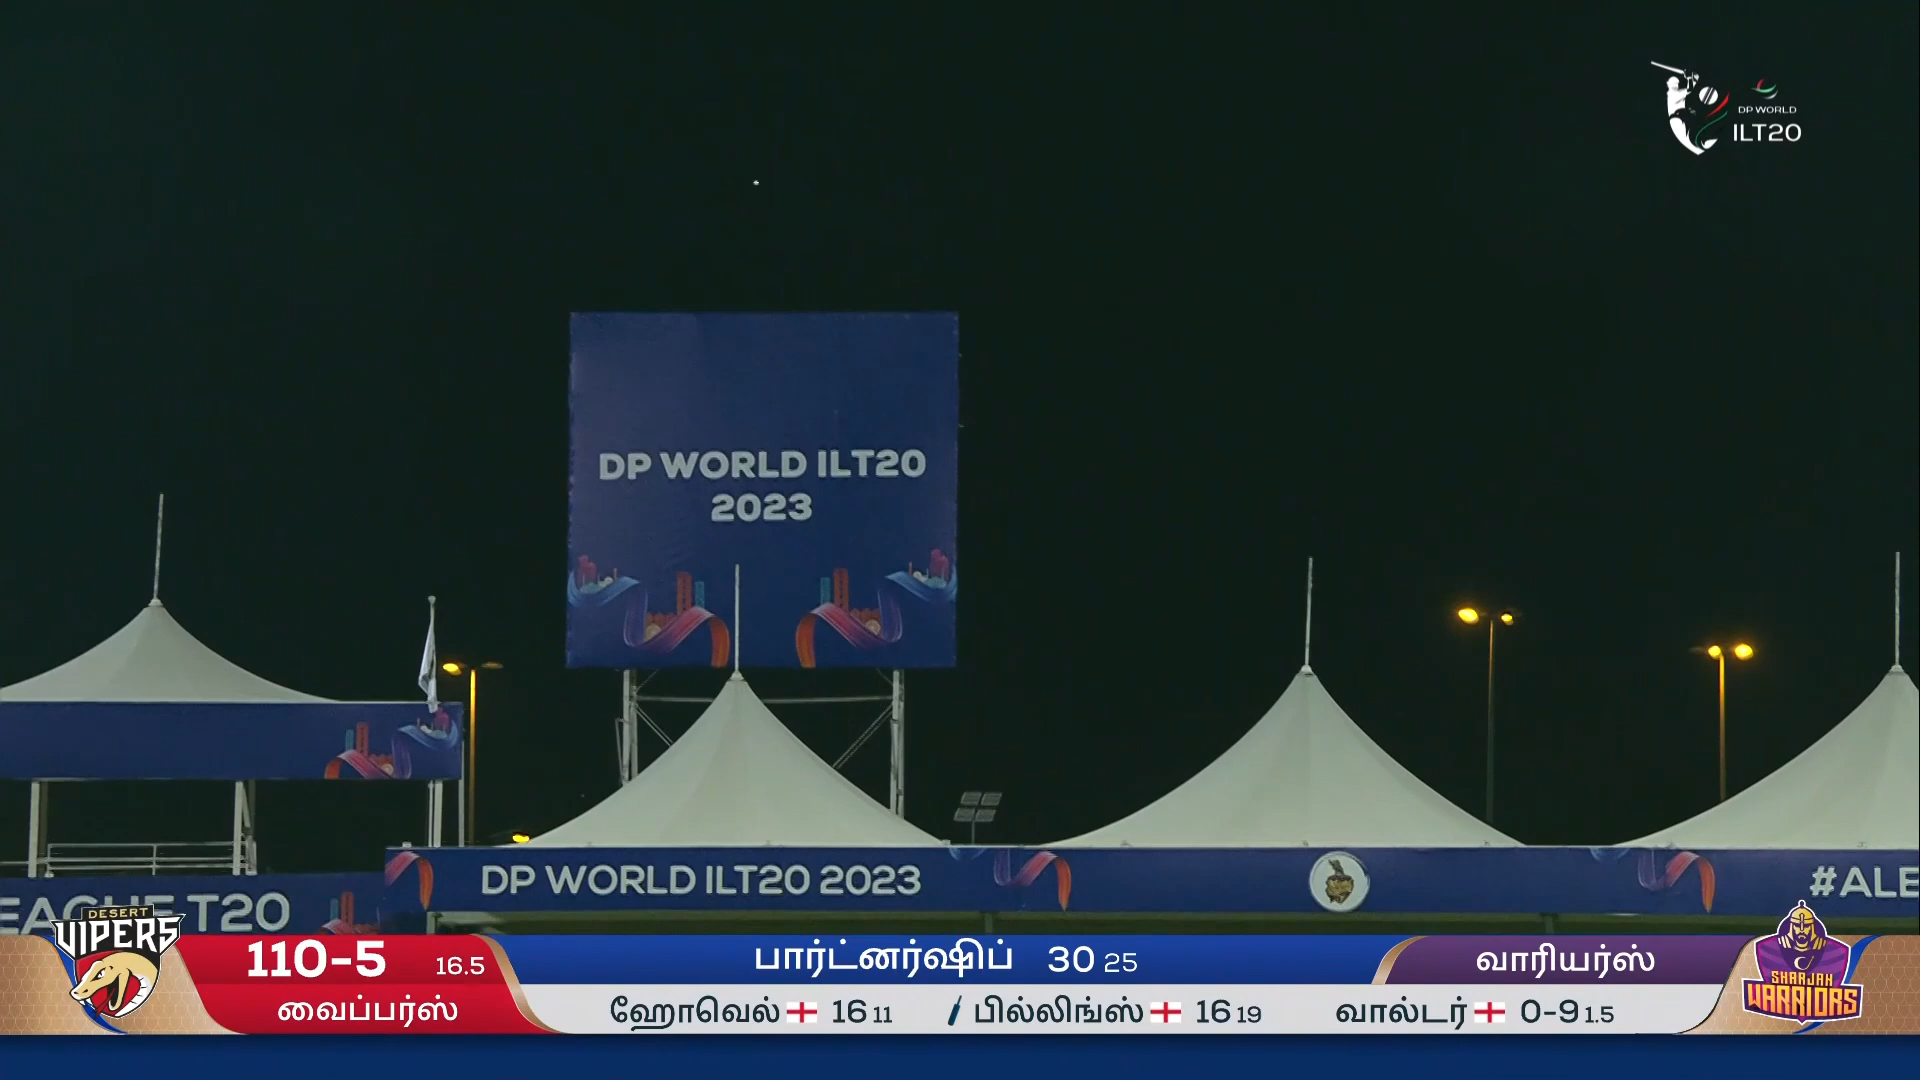 DP WORLD
ILT20
DP WORLD ILT20
2023
DP WORLD ILT20 2023
#ALE
EAGUE T20
DESERT
VIPERS
110-5 16.5
வைப்பர்ஸ்
பார்ட்னர்ஷிப் 30 25
ஹோவெல் 16 11 பில்லிங்ஸ் 16 19 வால்டர் 0-9 1.5
வாரியர்ஸ்
SHARJAH
WARRIORS